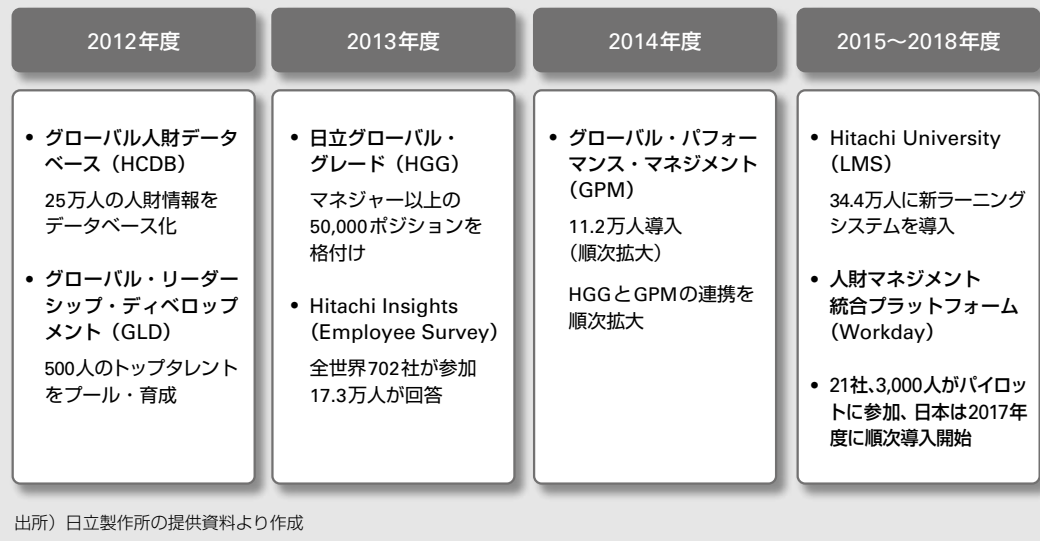 2012年度
• グローバル人財データ
ベース（HCDB）
25万人の人財情報を
データベース化
• グローバル・リーダー
シップ・ディベロップ
メント（GLD）
500人のトップタレント
をプール・育成
2013年度
• 日立グローバル・
グレード（HGG）
マネジャー以上の
50,000ポジションを
格付け
• Hitachi Insights
（Employee Survey）
全世界702社が参加
17.3万人が回答
2014年度
• グローバル・パフォー
マンス・マネジメント
（GPM）
11.2万人導入
（順次拡大）
HGGとGPMの連携を
順次拡大
2015〜2018年度
• Hitachi University
（LMS）
34.4万人に新ラーニング
システムを導入
• 人財マネジメント
統合プラットフォーム
（Workday）
• 21社、3,000人がパイロッ
トに参加、日本は2017年
度に順次導入開始
出所）日立製作所の提供資料より作成